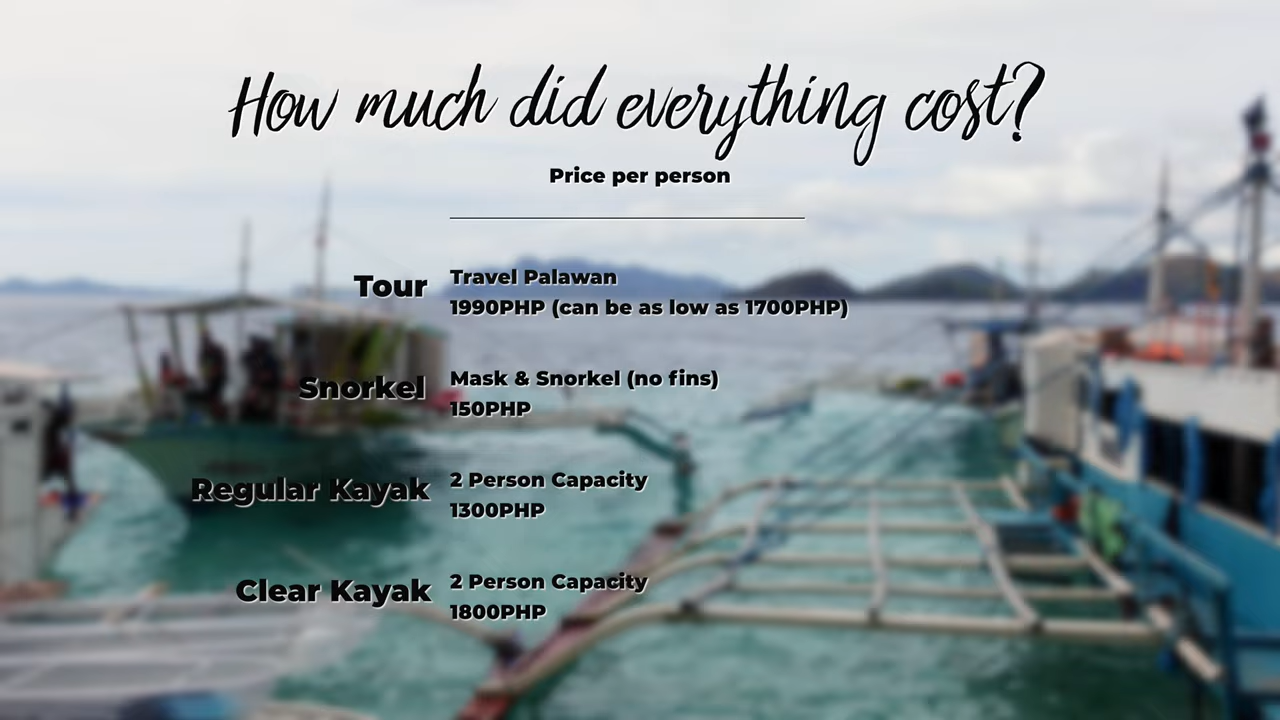 How much did everything cost?
Price per person
Tour
Travel Palawan
1990PHP (can be as low as 1700PHP)
Snorkel
Mask & Snorkel (no fins)
150PHP
Regular Kayak
2 Person Capacity
1300PHP
Clear Kayak
2 Person Capacity
1800PHP